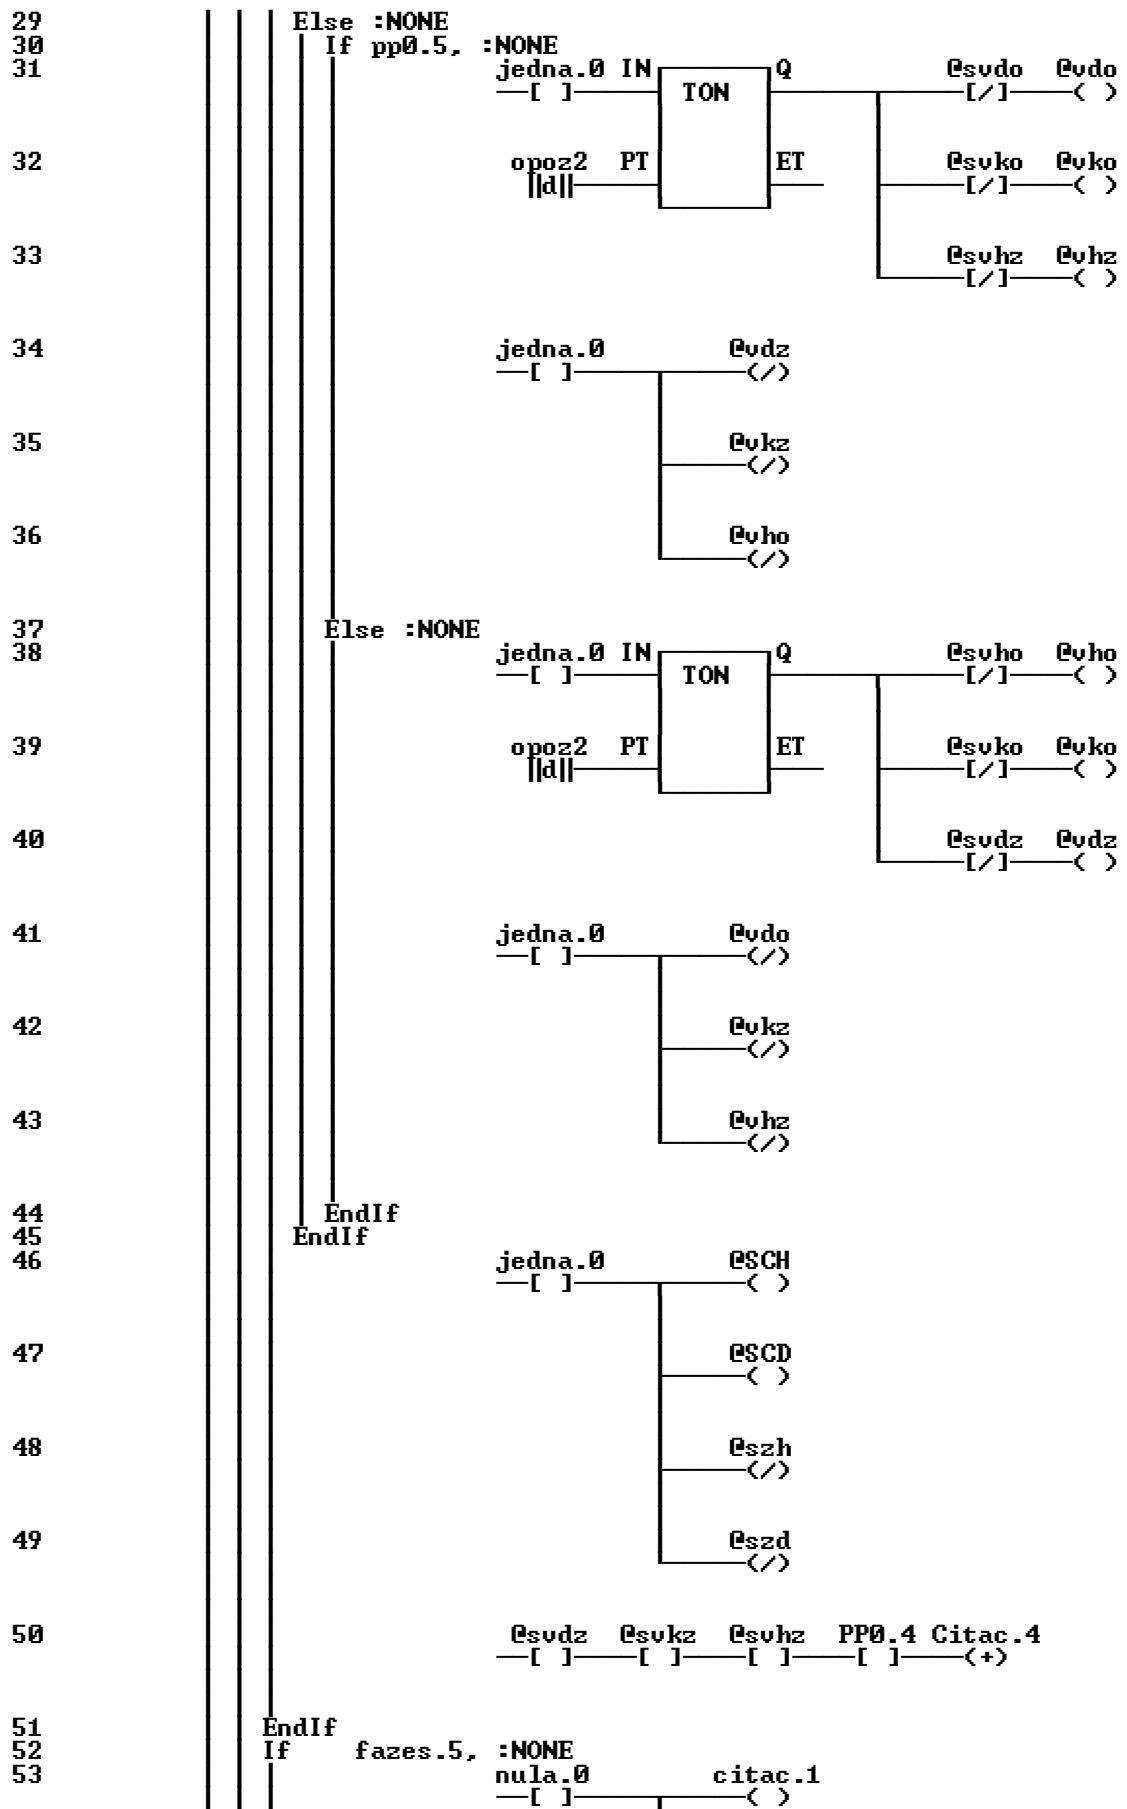 29 Else :NONE
30 If pp0.5, :NONE
31 jedna.0 IN Q @svdo @vdo
[ ] TON [/] ( )
32 opoz2 PT ET @svko @vko
||d|| [/] ( )
33 @svhz @vhz
[/] ( )
34 jedna.0 @vdz
[ ] (/)
35 @vkz
(/)
36 @vho
(/)
37 Else :NONE
38 jedna.0 IN Q @svho @vho
[ ] TON [/] ( )
39 opoz2 PT ET @svko @vko
||d|| [/] ( )
40 @svdz @vdz
[/] ( )
41 jedna.0 @vdo
[ ] (/)
42 @vkz
(/)
43 @vhz
(/)
44 EndIf
45 EndIf
46 jedna.0 @SCH
[ ] ( )
47 @SCD
( )
48 @szh
(/)
49 @szd
(/)
50 @svdz @svkz @svhz PP0.4 Citac.4
[ ] [ ] [ ] [ ] (+)
51 EndIf
52 If fazes.5, :NONE
53 nula.0 citac.1
[ ] ( )